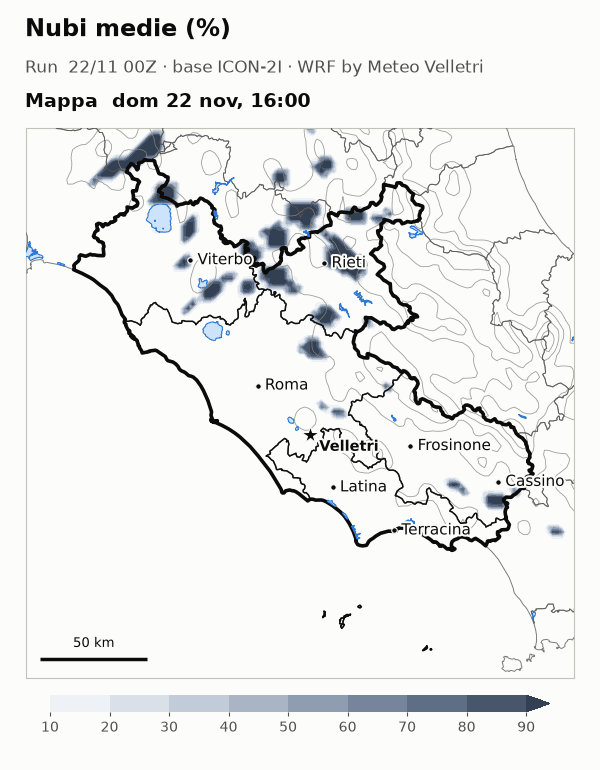 Nubi medie (%)
Run  22/11 00Z · base ICON-2I · WRF by Meteo Velletri
Mappa  dom 22 nov, 16:00
Viterbo
Rieti
Roma
Velletri
Frosinone
Cassino
Latina
Terracina
50 km
10 20 30 40 50 60 70 80 90